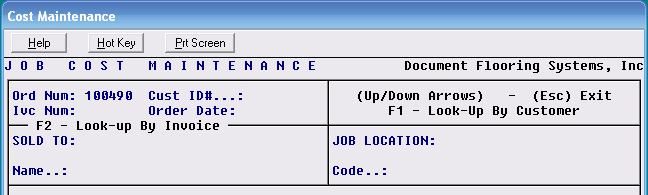 Cost Maintenance
Help Hot Key Prt Screen
J O B C O S T M A I N T E N A N C E Document Flooring Systems, Inc
Ord Num: 100490 Cust ID#...: (Up/Down Arrows) - (Esc) Exit
Ivc Num: Order Date: F1 - Look-Up By Customer
F2 - Look-up By Invoice
SOLD TO: JOB LOCATION:
Name..: Code..: